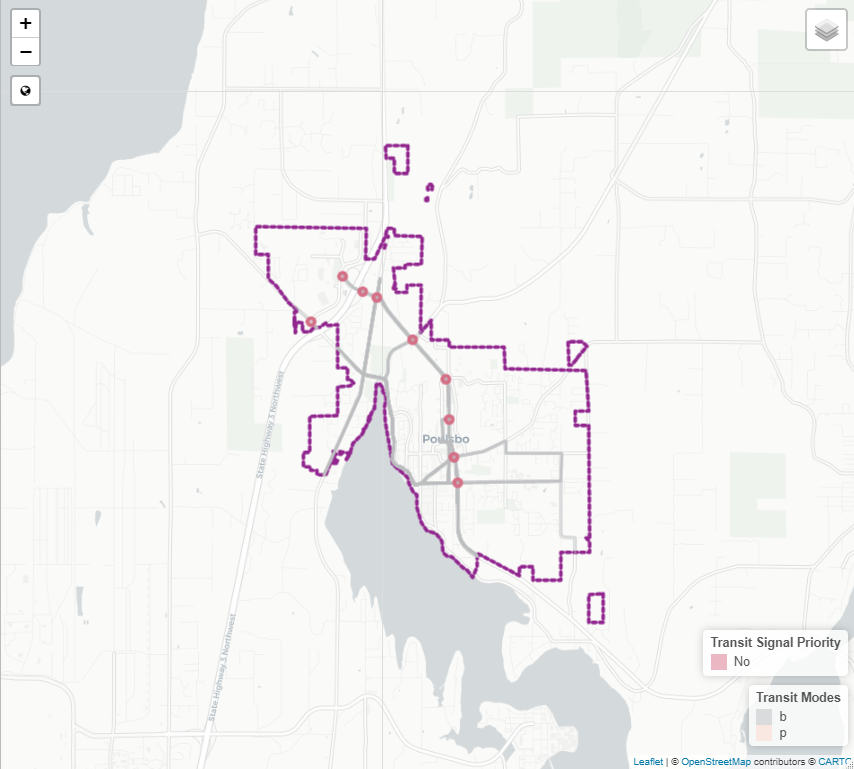 +
−
State Highway 3 Northwest
Poulsbo
State Highway 3 Northwest
Transit Signal Priority
No
Transit Modes
b
p
Leaflet | © OpenStreetMap contributors © CARTO